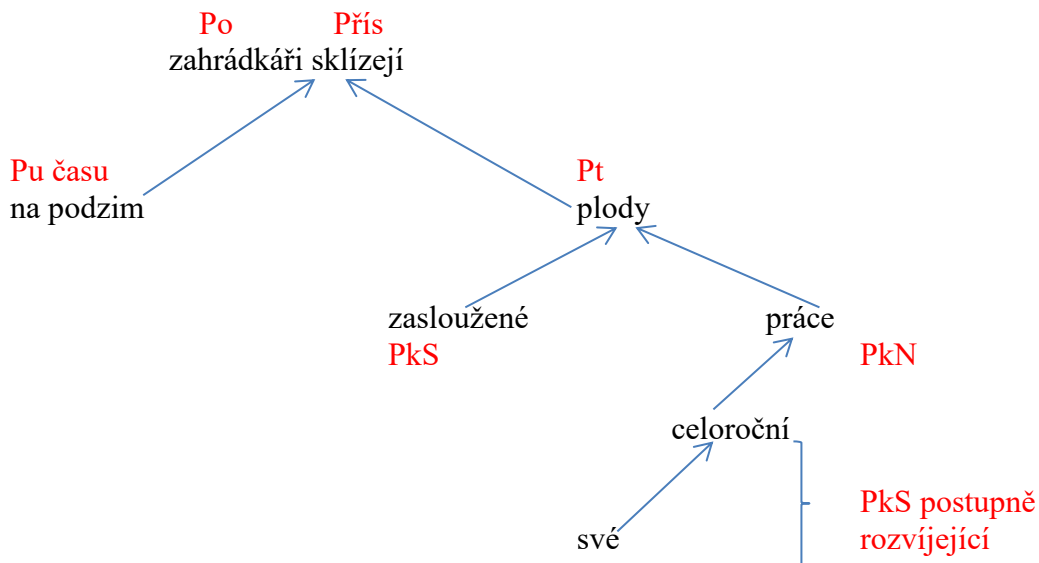 Po Přís
zahrádkáři sklízejí
Pu času Pt
na podzim plody
zasloužené práce
PkS PkN
celoroční
PkS postupně
své rozvíjející